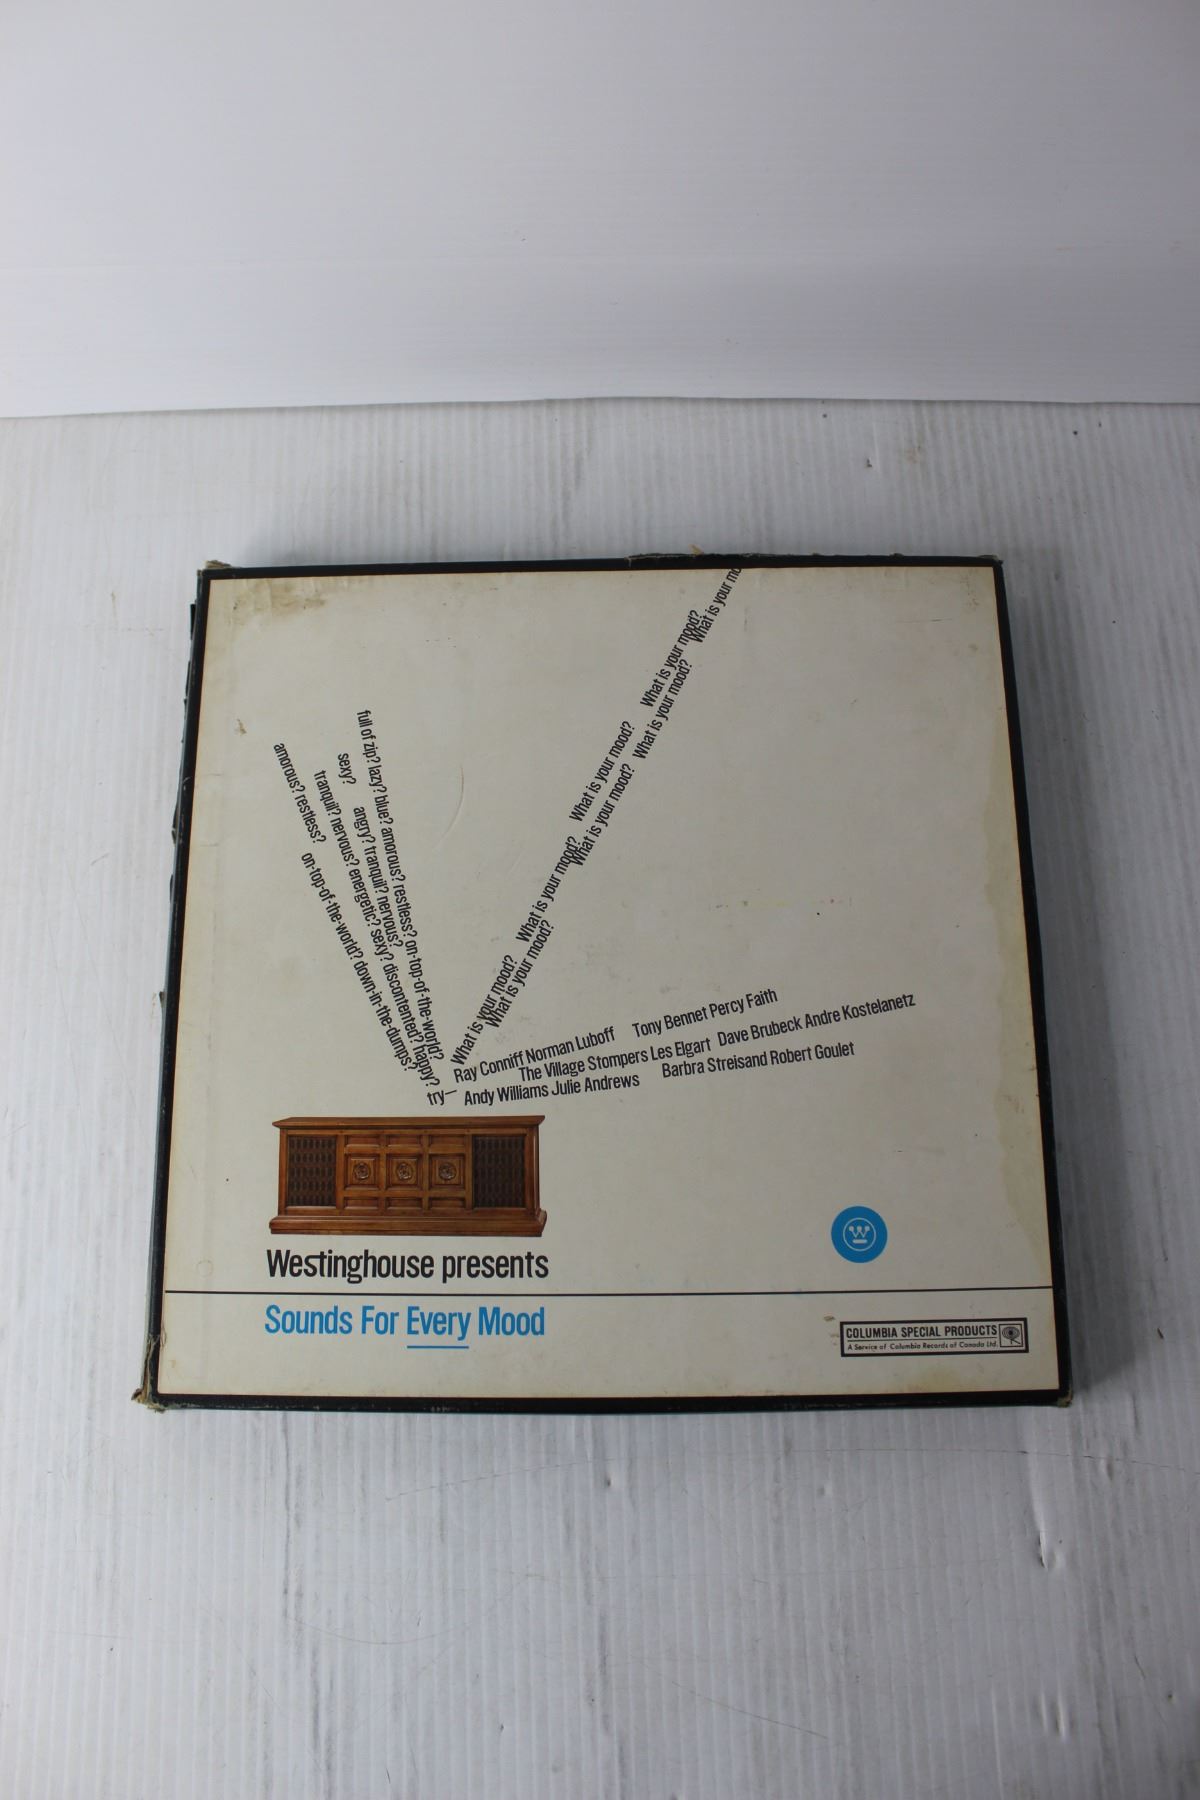 What is your mood? What is your mood? What is your mood? What is your mood? What is your mo
What is your mood? What is your mood? What is your mood?
full of zip? lazy? blue? amorous? restless? on-top-of-the-world?
sexy? angry? tranquil? nervous?
tranquil? nervous? energetic? sexy? discontented? happy?
amorous? restless? on-top-of-the-world? down-in-the-dumps?
try—
Ray Conniff Norman Luboff Tony Bennet Percy Faith
The Village Stompers Les Elgart Dave Brubeck Andre Kostelanetz
Andy Williams Julie Andrews Barbra Streisand Robert Goulet
Westinghouse presents
Sounds For Every Mood
COLUMBIA SPECIAL PRODUCTS
A Service of Columbia Records of Canada Ltd.